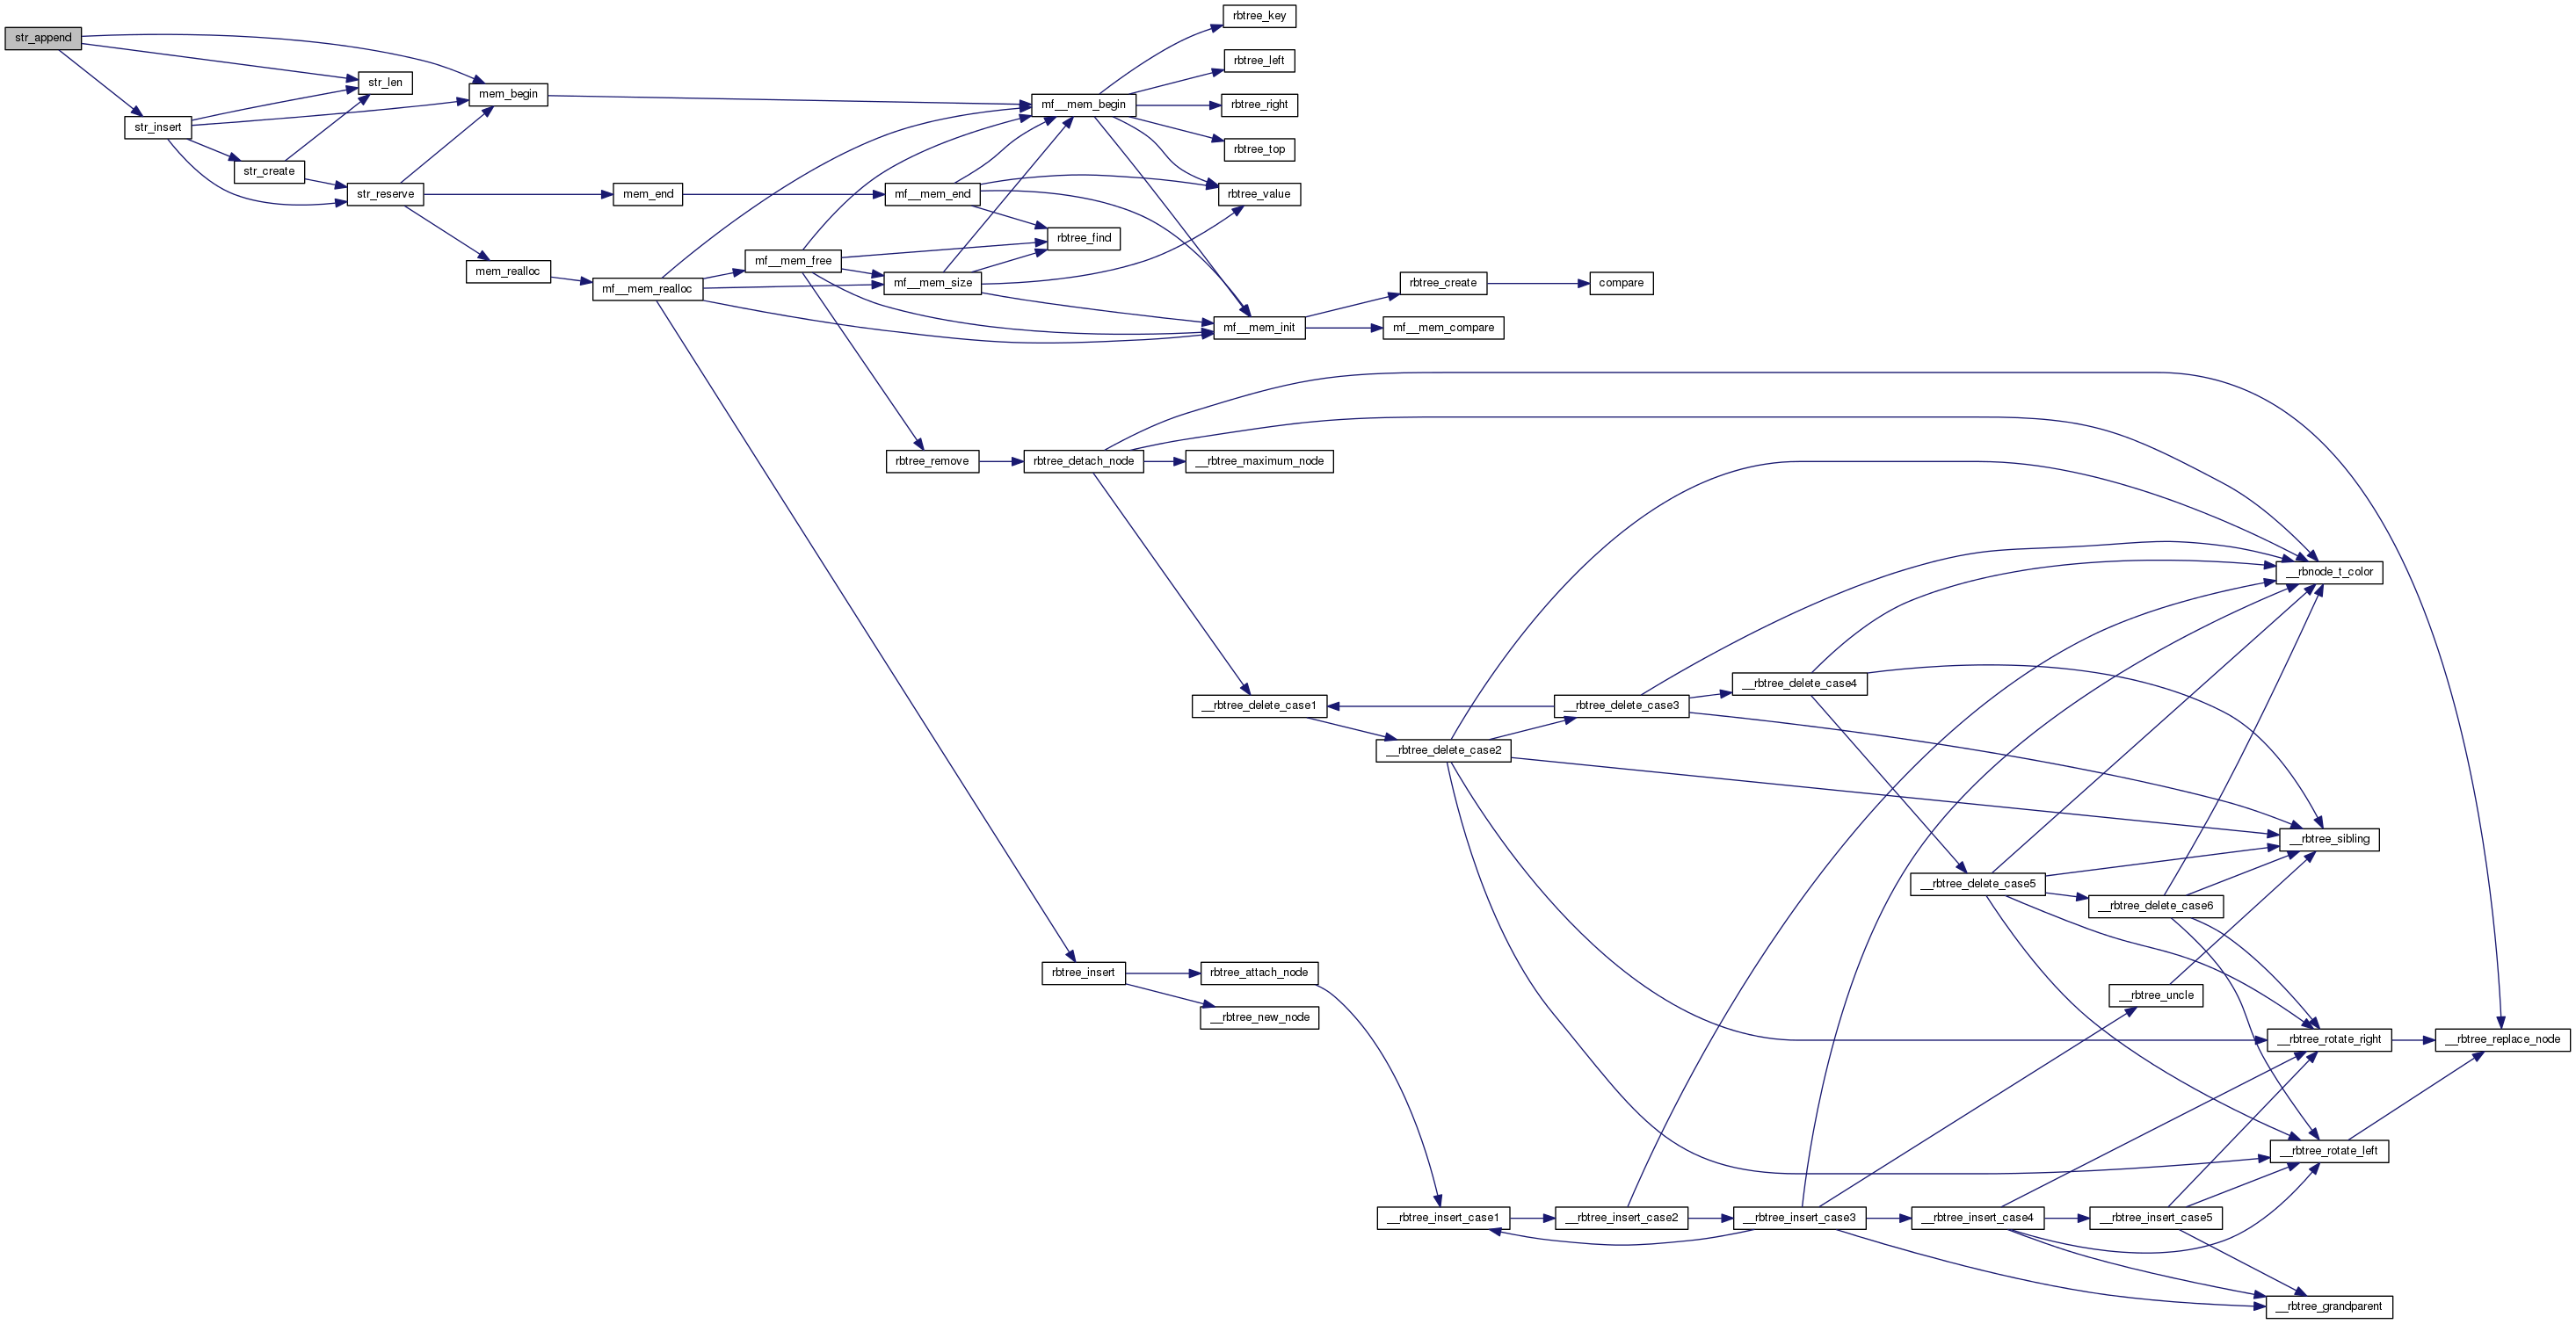 rbtree_key
str_append
rbtree_left
str_len
mem_begin
mf__mem_begin
rbtree_right
str_insert
rbtree_top
str_create
str_reserve
mem_end
mf__mem_end
rbtree_value
rbtree_find
mf__mem_free
mem_realloc
mf__mem_realloc
mf__mem_size
rbtree_create
compare
mf__mem_init
mf__mem_compare
rbtree_remove
rbtree_detach_node
__rbtree_maximum_node
__rbnode_t_color
__rbtree_delete_case4
__rbtree_delete_case1
__rbtree_delete_case3
__rbtree_delete_case2
__rbtree_sibling
__rbtree_delete_case5
__rbtree_delete_case6
rbtree_insert
rbtree_attach_node
__rbtree_uncle
__rbtree_new_node
__rbtree_rotate_right
__rbtree_replace_node
__rbtree_rotate_left
__rbtree_insert_case1
__rbtree_insert_case2
__rbtree_insert_case3
__rbtree_insert_case4
__rbtree_insert_case5
__rbtree_grandparent